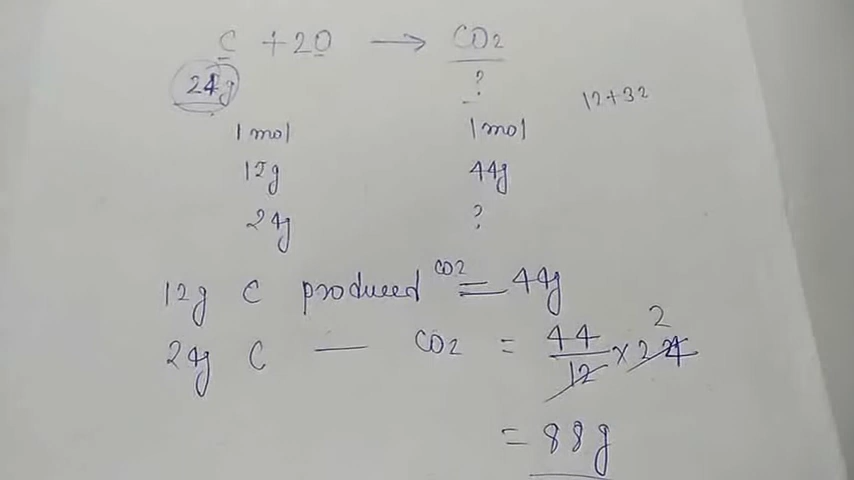 C + 2O → CO2
24g ?
12+32
1 mol 1 mol
12g 44g
24g ?
12g C produced CO2 = 44g
24g C — CO2 = 44/12 × 24 2
= 88g